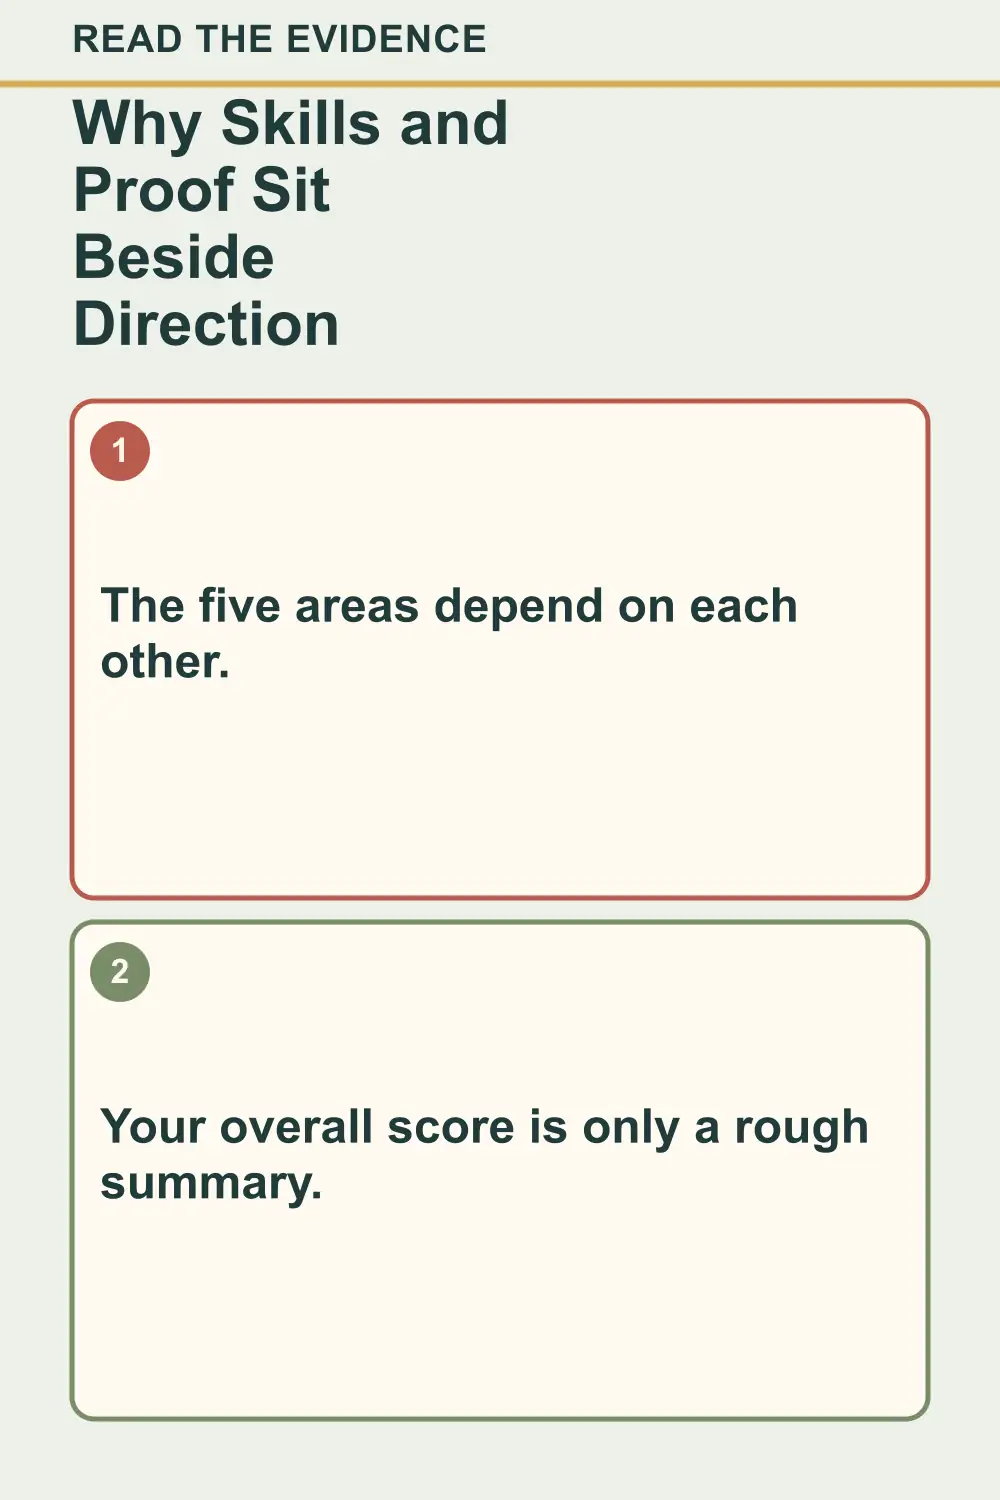 READ THE EVIDENCE
Why Skills and
Proof Sit
Beside
Direction
1
The five areas depend on each
other.
2
Your overall score is only a rough
summary.